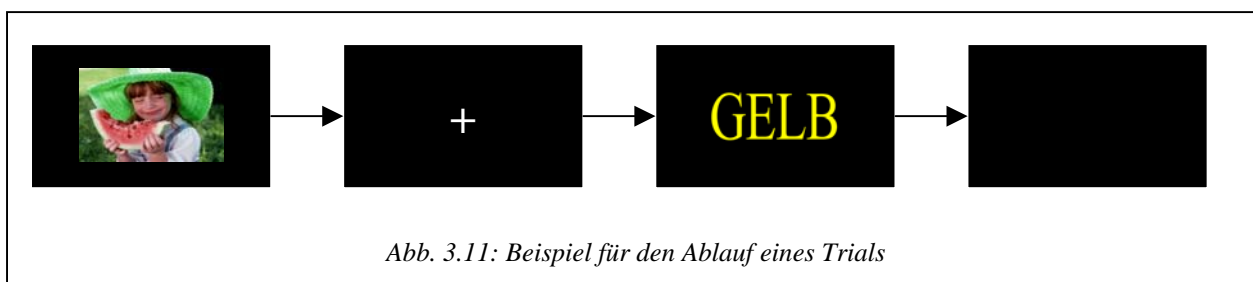 +
GELB
Abb. 3.11: Beispiel für den Ablauf eines Trials